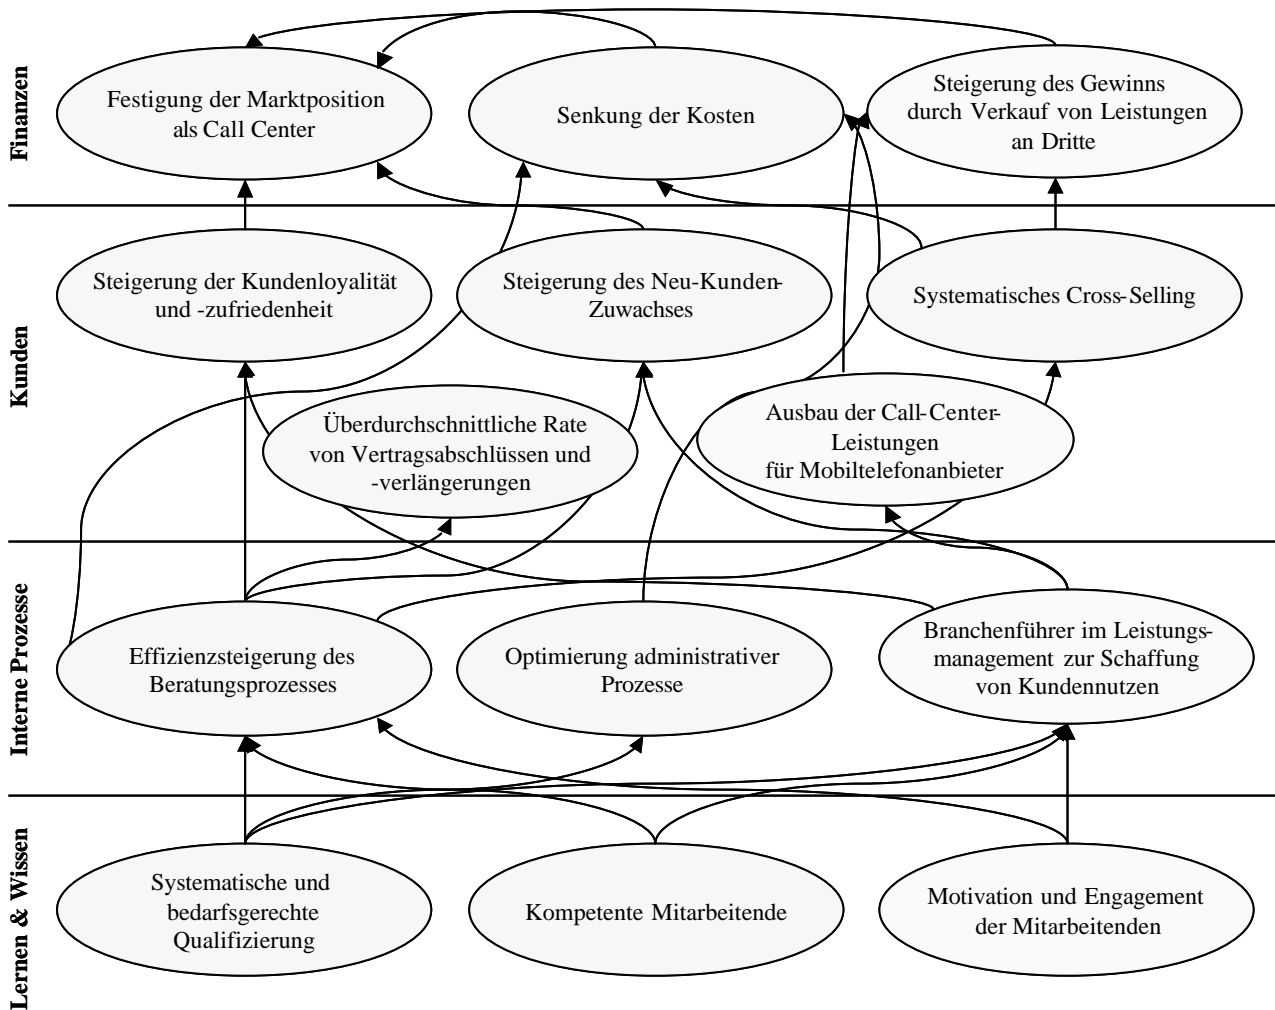 Finanzen
Festigung der Marktposition
als Call Center
Senkung der Kosten
Steigerung des Gewinns
durch Verkauf von Leistungen
an Dritte
Kunden
Steigerung der Kundenloyalität
und -zufriedenheit
Steigerung des Neu-Kunden-
Zuwachses
Systematisches Cross-Selling
Überdurchschnittliche Rate
von Vertragsabschlüssen und
-verlängerungen
Ausbau der Call-Center-
Leistungen
für Mobiltelefonanbieter
Interne Prozesse
Effizienzsteigerung des
Beratungsprozesses
Optimierung administrativer
Prozesse
Branchenführer im Leistungs-
management zur Schaffung
von Kundennutzen
Lernen & Wissen
Systematische und
bedarfsgerechte
Qualifizierung
Kompetente Mitarbeitende
Motivation und Engagement
der Mitarbeitenden